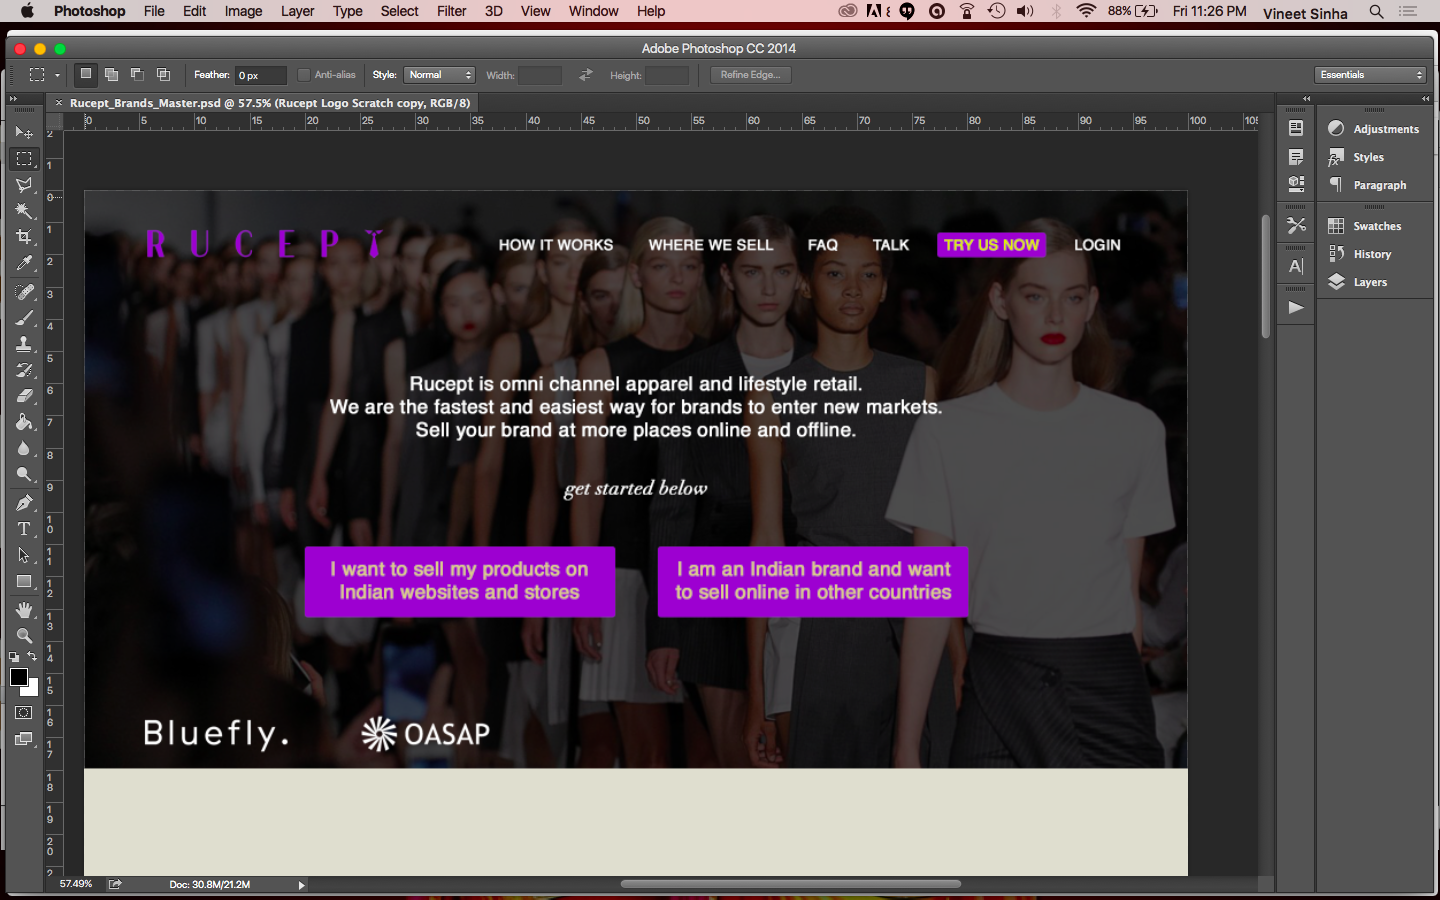 Photoshop File Edit Image Layer Type Select Filter 3D View Window Help 88% Fri 11:26 PM Vineet Sinha
Adobe Photoshop CC 2014
Feather: 0 px Anti-alias Style: Normal Width: Height: Refine Edge... Essentials
× Rucept_Brands_Master.psd @ 57.5% (Rucept Logo Scratch copy, RGB/8)
0 5 10 15 20 25 30 35 40 45 50 55 60 65 70 75 80 85 90 95 100 105
Adjustments
Styles
Paragraph
Swatches
History
Layers
RUCEPT
HOW IT WORKS WHERE WE SELL FAQ TALK TRY US NOW LOGIN
Rucept is omni channel apparel and lifestyle retail.
We are the fastest and easiest way for brands to enter new markets.
Sell your brand at more places online and offline.
get started below
I want to sell my products on
Indian websites and stores
I am an Indian brand and want
to sell online in other countries
Bluefly. OASAP
57.49% Doc: 30.8M/21.2M